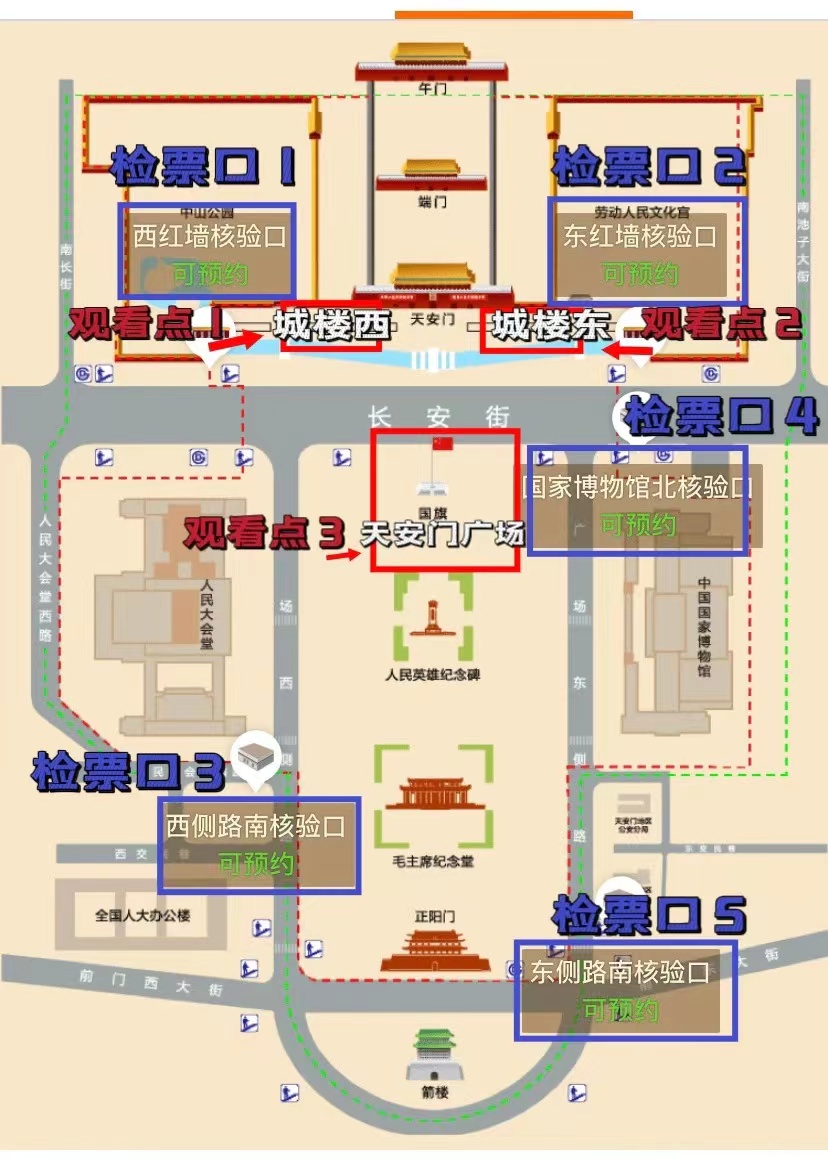 午门
检票口1
检票口2
端门
中山公园
西红墙核验口
可预约
劳动人民文化宫
东红墙核验口
可预约
南长街
南池子大街
观看点1
城楼西
天安门
城楼东
观看点2
长安街
检票口4
国旗
国家博物馆北核验口
可预约
观看点3
天安门广场
人民大会堂西路
人民大会堂
中国国家博物馆
人民英雄纪念碑
场西侧
场东侧路
检票口3
西侧路南核验口
可预约
毛主席纪念堂
天安门地区
公安分局
西交
全国人大办公楼
正阳门
检票口5
东侧路南核验口
可预约
前门西大街
大街
箭楼